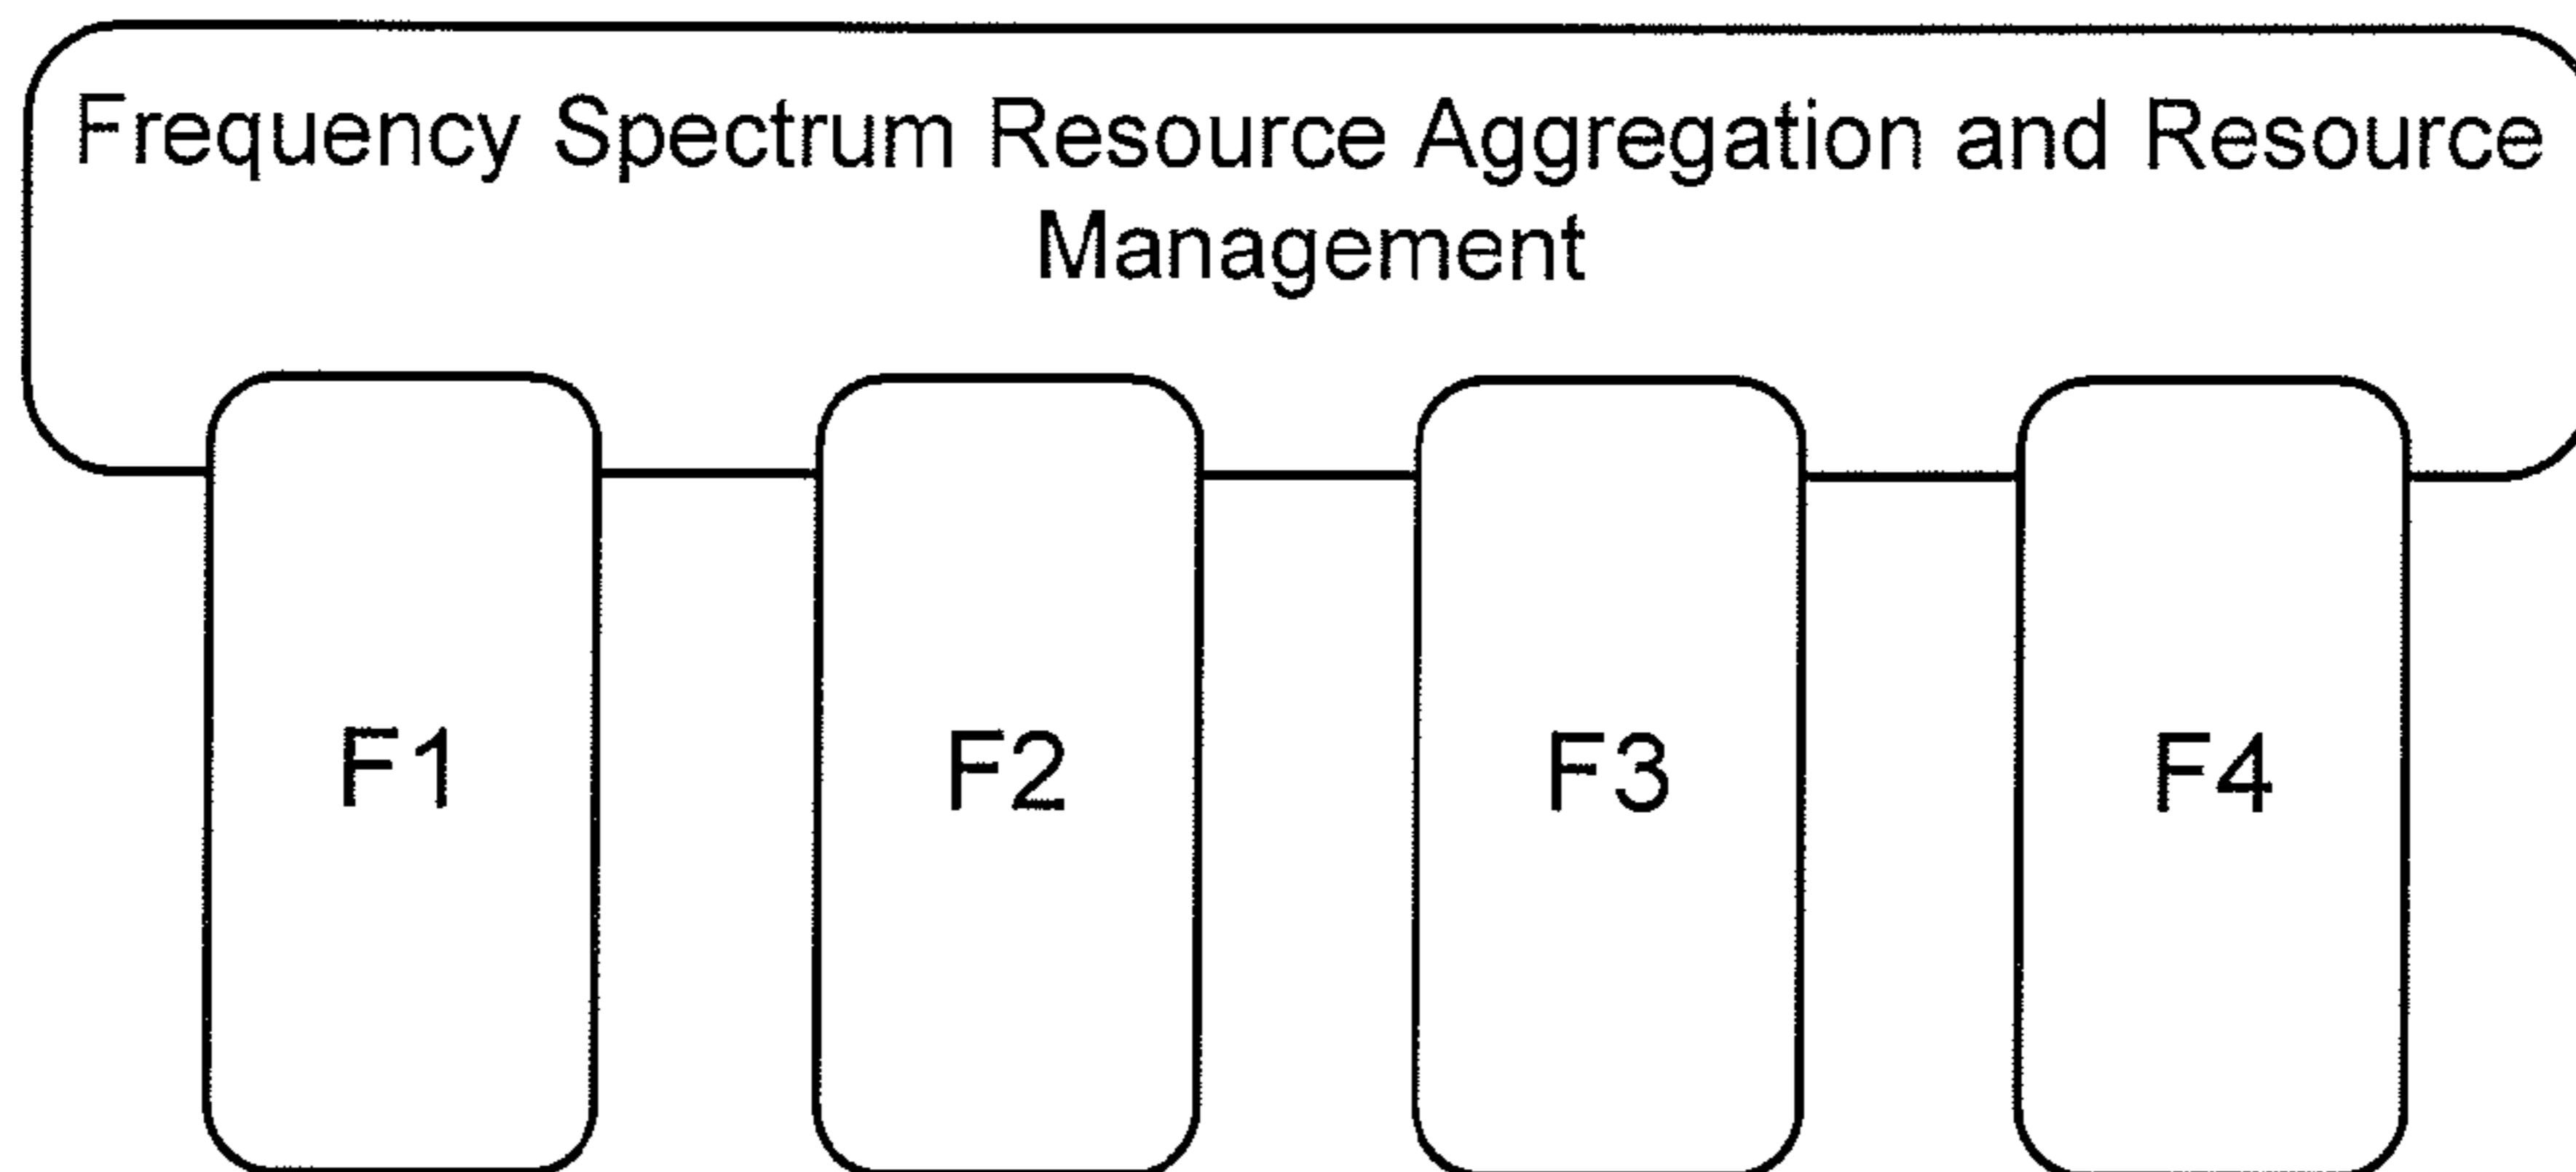 Frequency Spectrum Resource Aggregation and Resource
Management
F1 F2 F3 F4